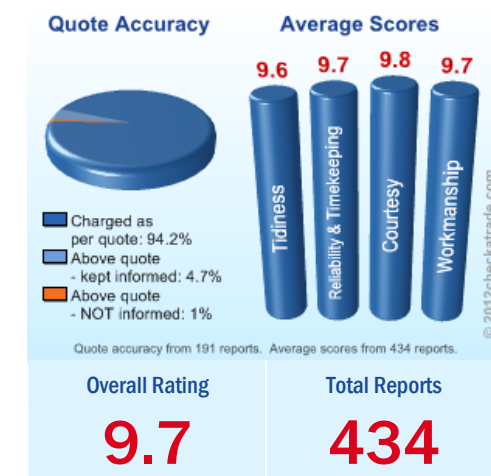 Quote Accuracy
Average Scores
9.6
9.7
9.8
9.7
Tidiness
Reliability & Timekeeping
Courtesy
Workmanship
Charged as
per quote: 94.2%
Above quote
- kept informed: 4.7%
Above quote
- NOT informed: 1%
© 2012checkatrade.com
Quote accuracy from 191 reports. Average scores from 434 reports.
Overall Rating
Total Reports
9.7
434